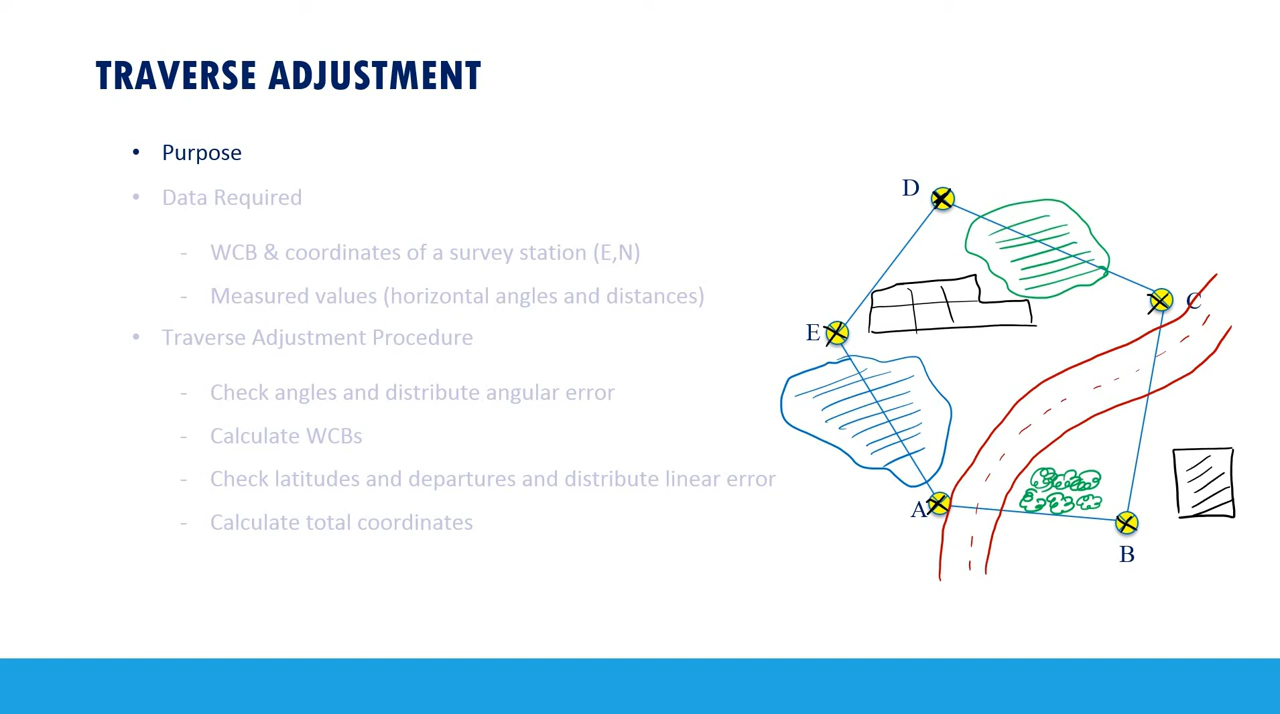 TRAVERSE ADJUSTMENT
• Purpose
• Data Required
- WCB & coordinates of a survey station (E,N)
- Measured values (horizontal angles and distances)
• Traverse Adjustment Procedure
- Check angles and distribute angular error
- Calculate WCBs
- Check latitudes and departures and distribute linear error
- Calculate total coordinates
D
C
E
A
B